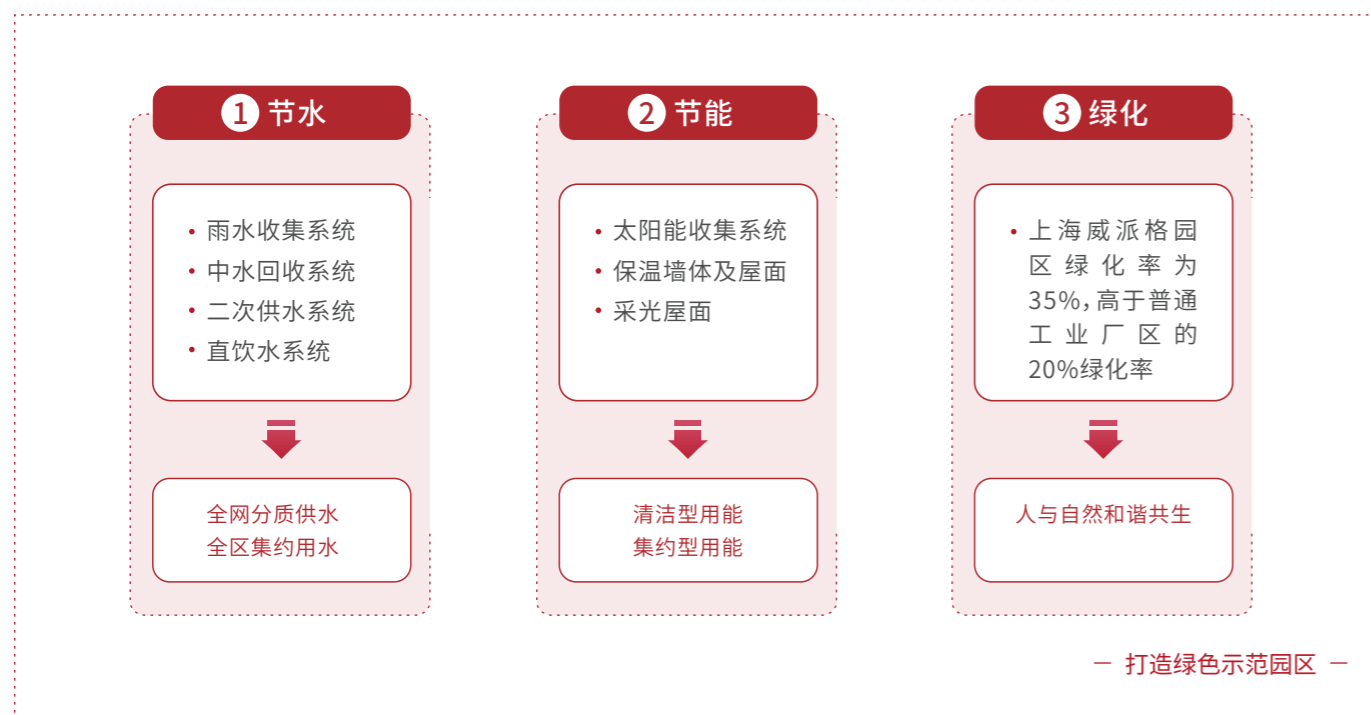 1 节水
• 雨水收集系统
• 中水回收系统
• 二次供水系统
• 直饮水系统
全网分质供水
全区集约用水
2 节能
• 太阳能收集系统
• 保温墙体及屋面
• 采光屋面
清洁型用能
集约型用能
3 绿化
• 上海威派格园
区绿化率为
35%,高于普通
工业厂区的
20%绿化率
人与自然和谐共生
— 打造绿色示范园区 —